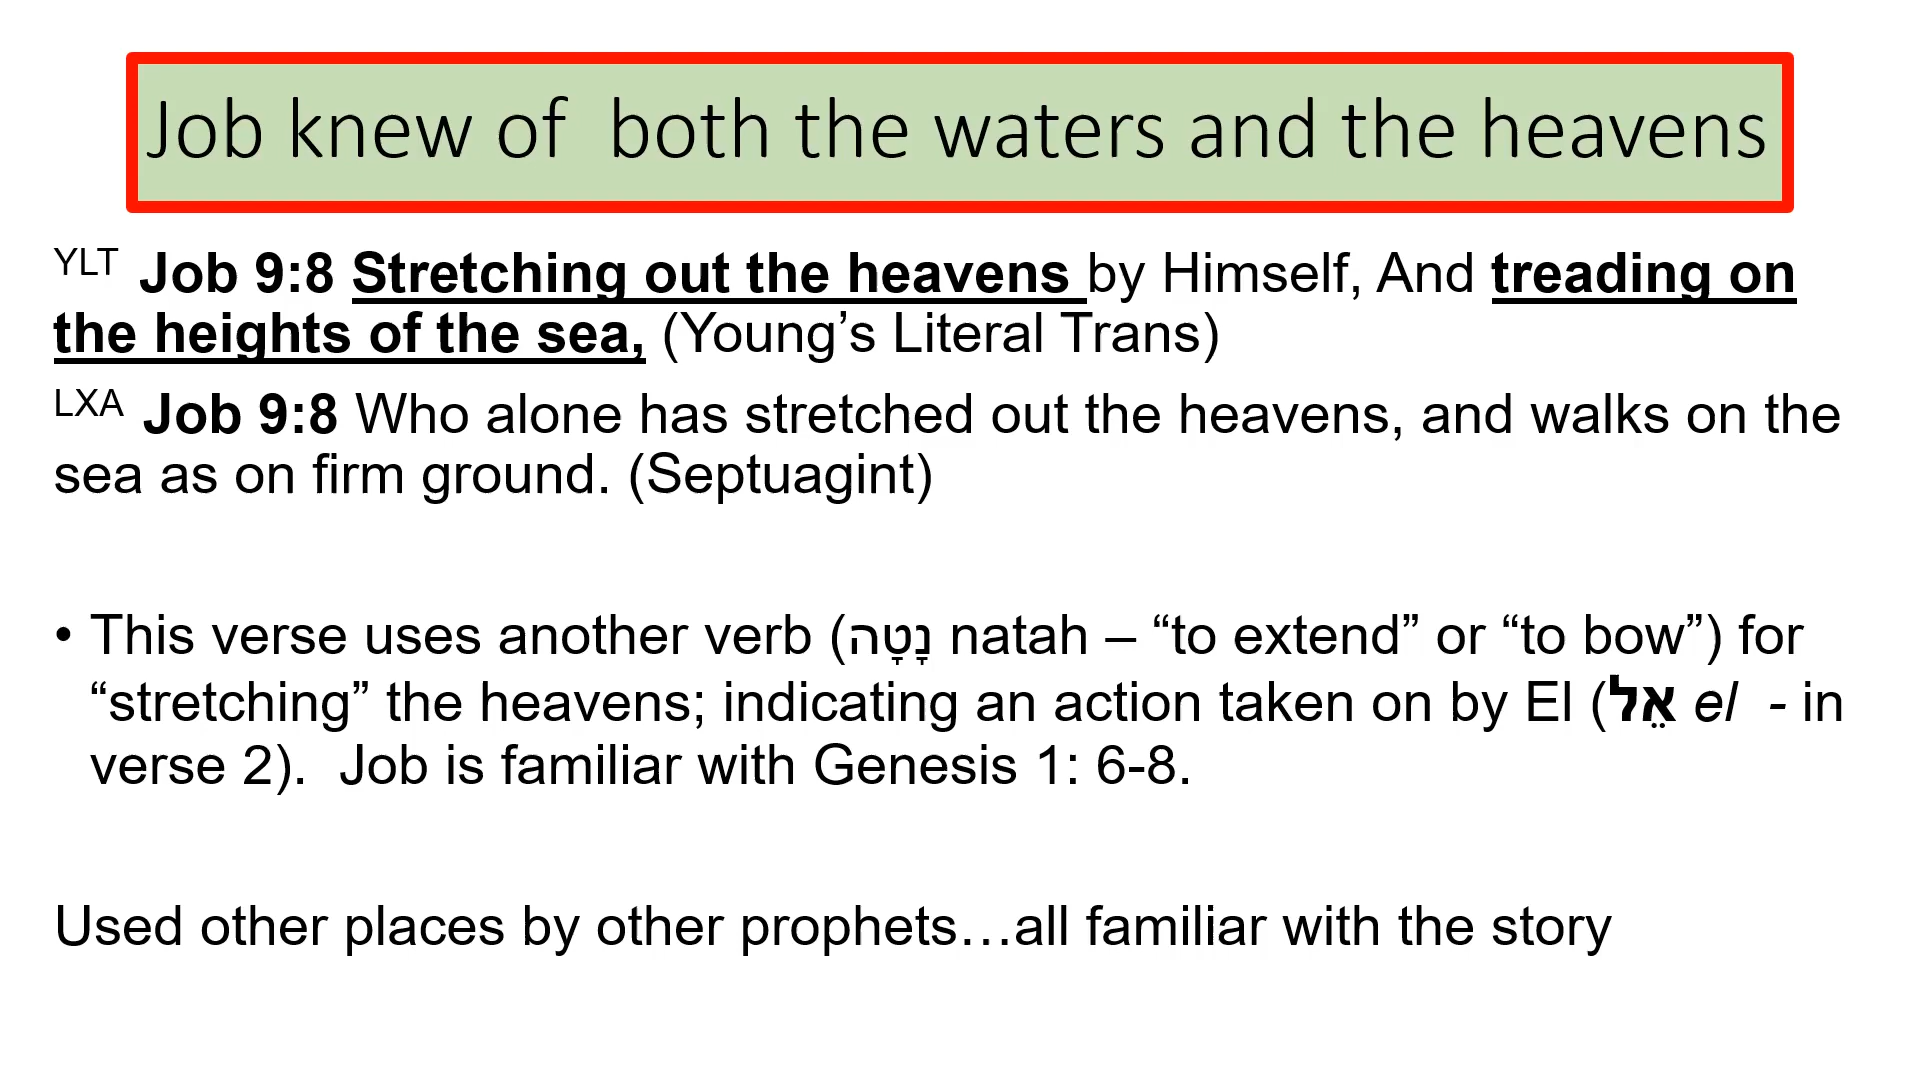 Job knew of  both the waters and the heavens
YLT Job 9:8 Stretching out the heavens by Himself, And treading on
the heights of the sea, (Young’s Literal Trans)
LXA Job 9:8 Who alone has stretched out the heavens, and walks on the
sea as on firm ground. (Septuagint)
• This verse uses another verb (נָטָה natah – “to extend” or “to bow”) for
“stretching” the heavens; indicating an action taken on by El (אֵל el  - in
verse 2).  Job is familiar with Genesis 1: 6-8.
Used other places by other prophets…all familiar with the story